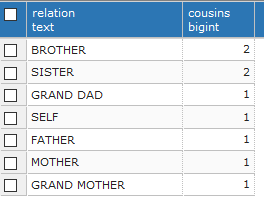 relation cousins
text bigint
BROTHER 2
SISTER 2
GRAND DAD 1
SELF 1
FATHER 1
MOTHER 1
GRAND MOTHER 1